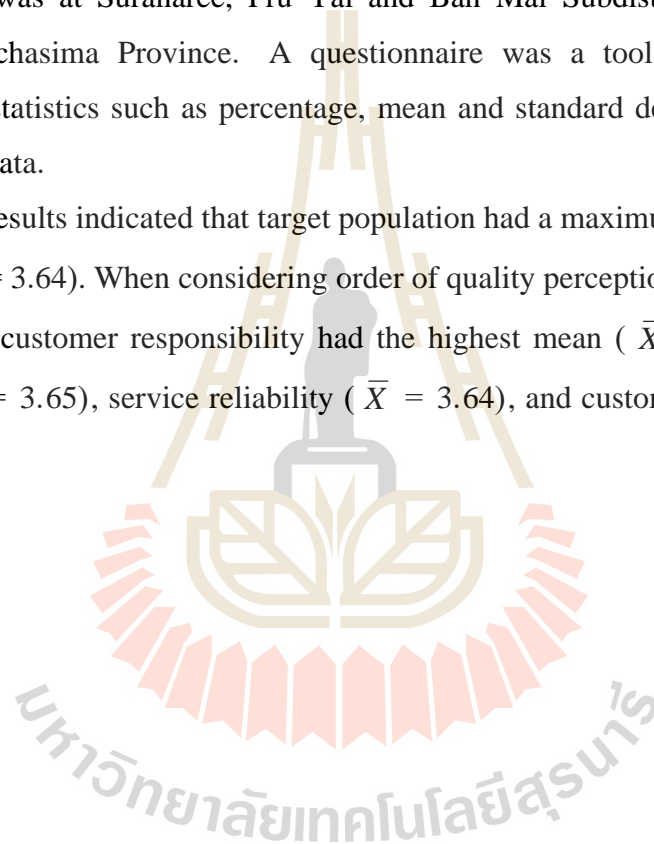 was at Suranaree, Pru Yai and Ban Mai Subdist
chasima Province. A questionnaire was a tool
tatistics such as percentage, mean and standard de
ata.
esults indicated that target population had a maximu
= 3.64). When considering order of quality perceptio
customer responsibility had the highest mean ( X̅
= 3.65), service reliability ( X̅ = 3.64), and custor
มหาวิทยาลัยเทคโนโลยีสุรนารี